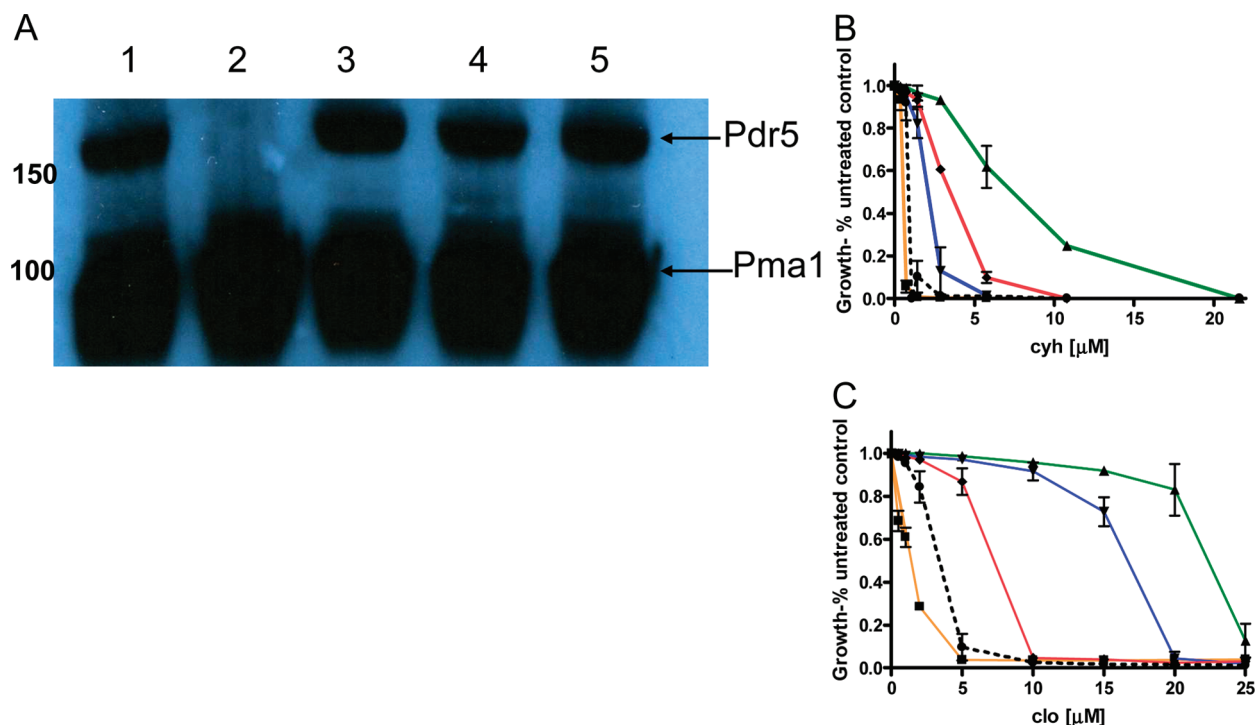 A
1 2 3 4 5
Pdr5
150
100
Pma1
B
Growth- % untreated control
1.0
0.8
0.6
0.4
0.2
0.0
0 5 10 15 20
cyh [μM]
C
Growth-% untreated control
1.0
0.8
0.6
0.4
0.2
0.0
0 5 10 15 20 25
clo [μM]